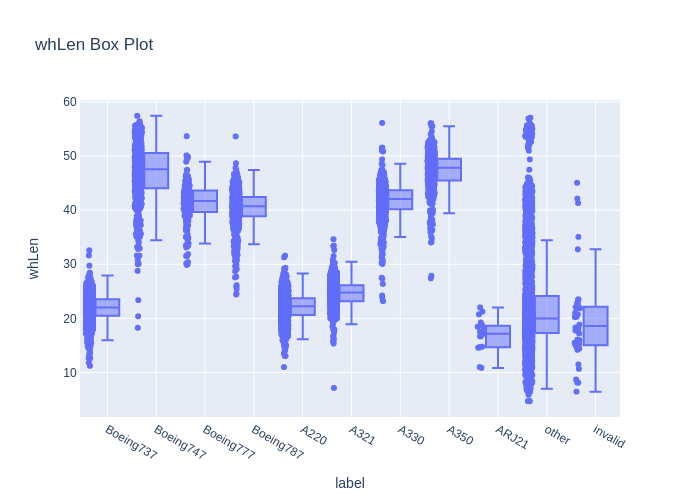 whLen Box Plot
60
50
40
30
20
10
whLen
Boeing737
Boeing747
Boeing777
Boeing787
A220
A321
A330
A350
ARJ21
other
invalid
label